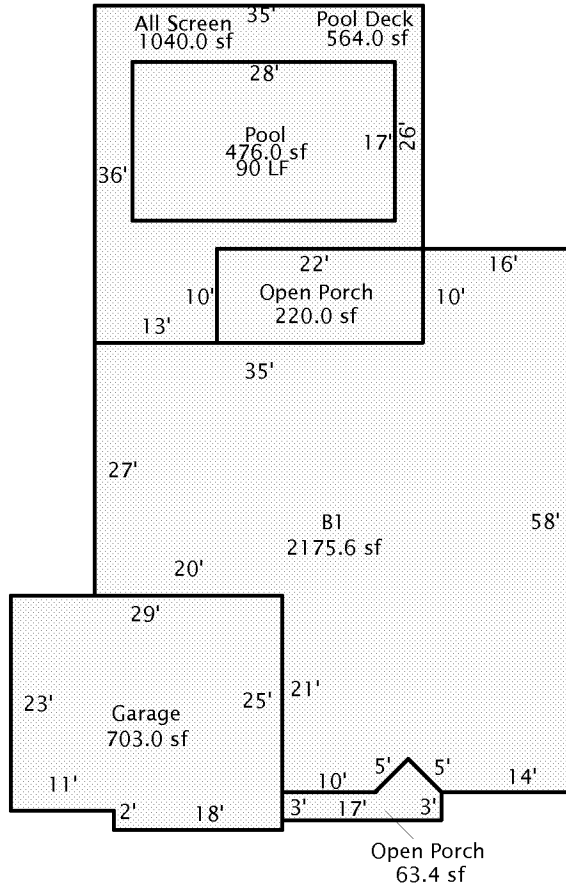 35'
All Screen
1040.0 sf
Pool Deck
564.0 sf
28'
Pool
476.0 sf
90 LF
17'
26'
36'
22'
16'
10'
Open Porch
220.0 sf
10'
13'
35'
27'
B1
2175.6 sf
58'
20'
29'
23'
25'
21'
Garage
703.0 sf
11'
2'
18'
10'
5'
5'
14'
3'
17'
3'
Open Porch
63.4 sf